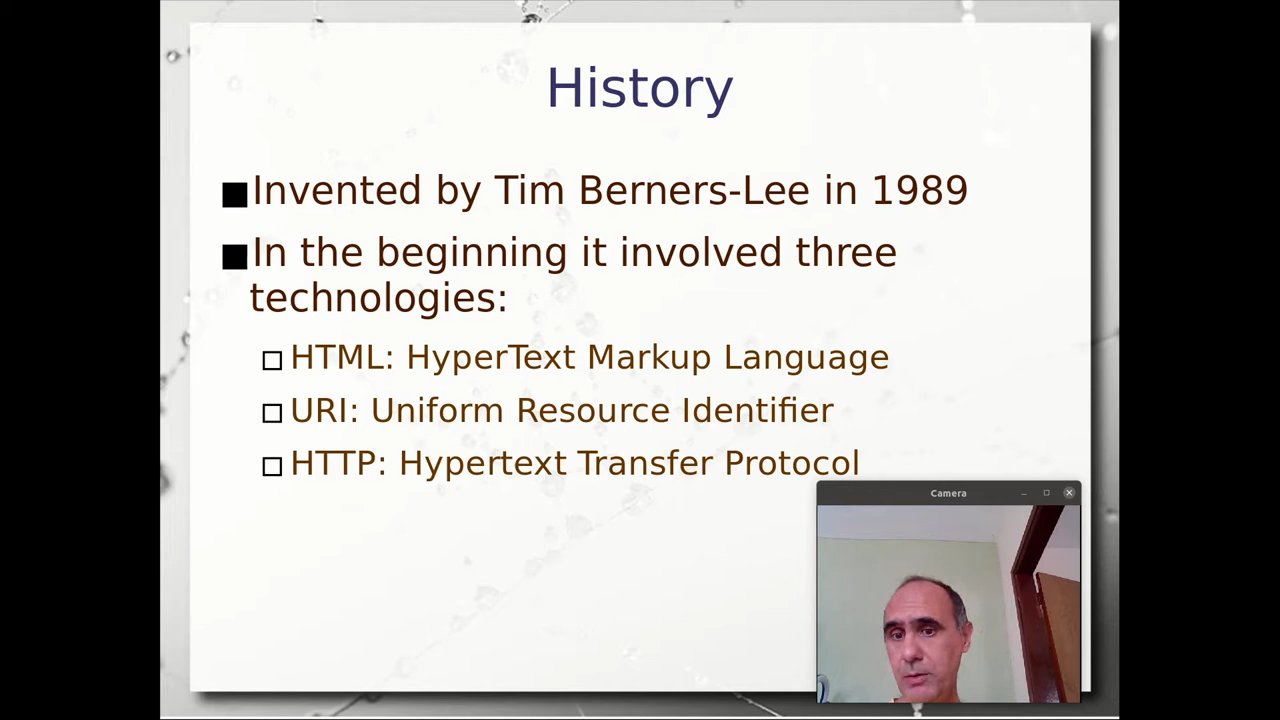 History
Invented by Tim Berners-Lee in 1989
In the beginning it involved three
technologies:
HTML: HyperText Markup Language
URI: Uniform Resource Identifier
HTTP: Hypertext Transfer Protocol
Camera